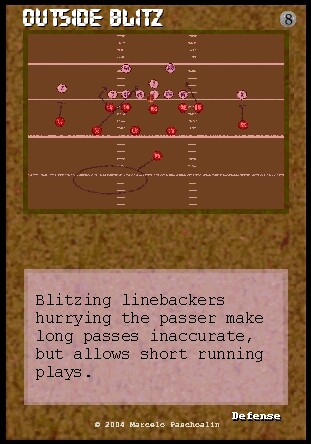 OUTSIDE BLITZ
8
Blitzing linebackers
hurrying the passer make
long passes inaccurate,
but allows short running
plays.
Defense
© 2004 Marcelo Paschoalin